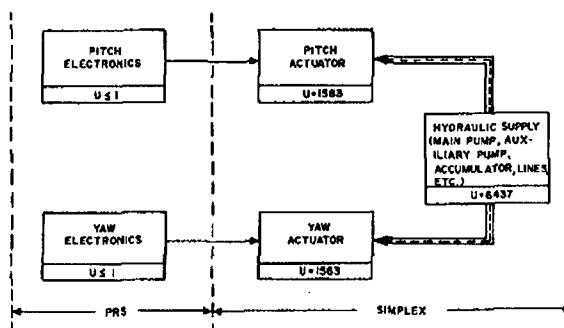 PITCH
ELECTRONICS
U ≤ 1
PITCH
ACTUATOR
U=1563
HYDRAULIC SUPPLY
(MAIN PUMP, AUX-
ILIARY PUMP,
ACCUMULATOR, LINES,
ETC.)
U=6437
YAW
ELECTRONICS
U ≤ 1
YAW
ACTUATOR
U=1563
PRS
SIMPLEX